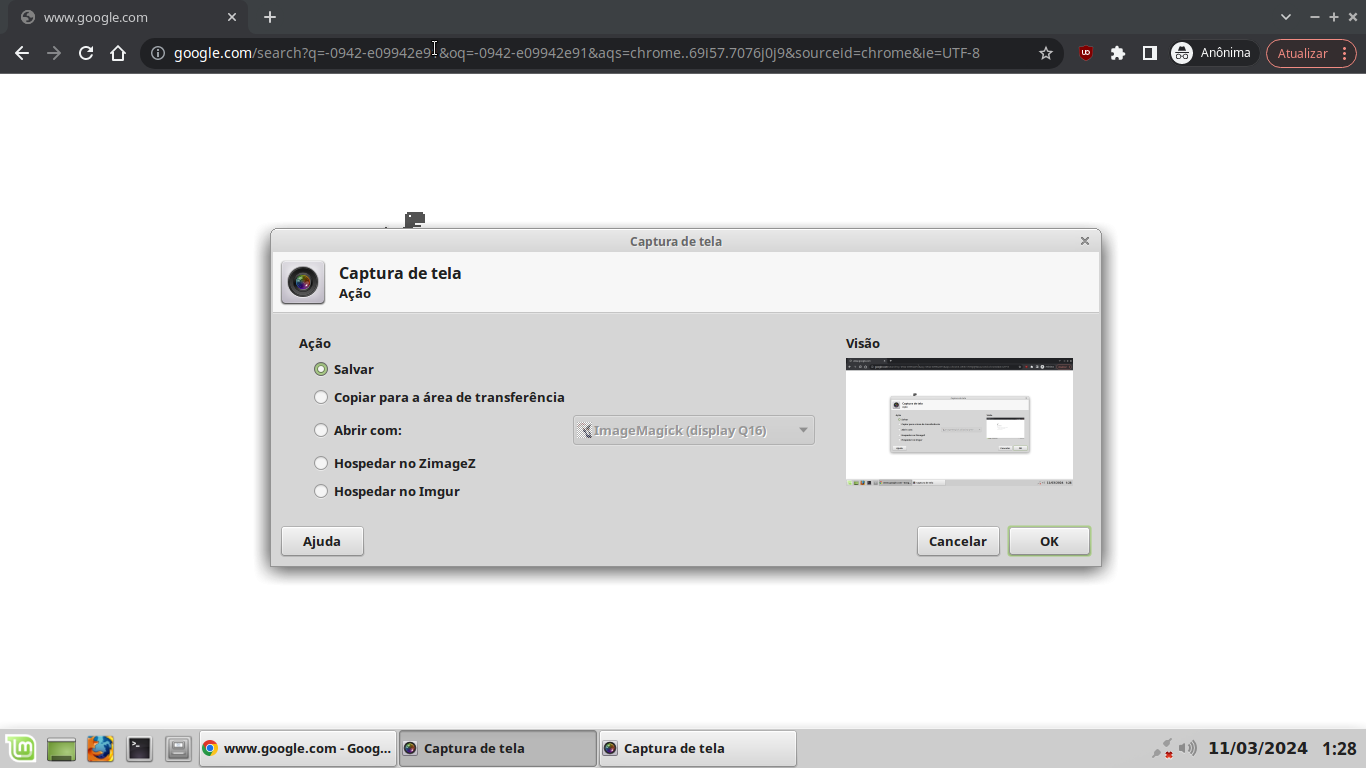 www.google.com
google.com/search?q=-0942-e09942e91&oq=-0942-e09942e91&aqs=chrome..69i57.7076j0j9&sourceid=chrome&ie=UTF-8
Anônima
Atualizar
Captura de tela
Captura de tela
Ação
Ação
Visão
Salvar
Copiar para a área de transferência
Abrir com:
ImageMagick (display Q16)
Hospedar no ZimageZ
Hospedar no Imgur
Ajuda
Cancelar
OK
www.google.com - Goog...
Captura de tela
Captura de tela
11/03/2024
1:28